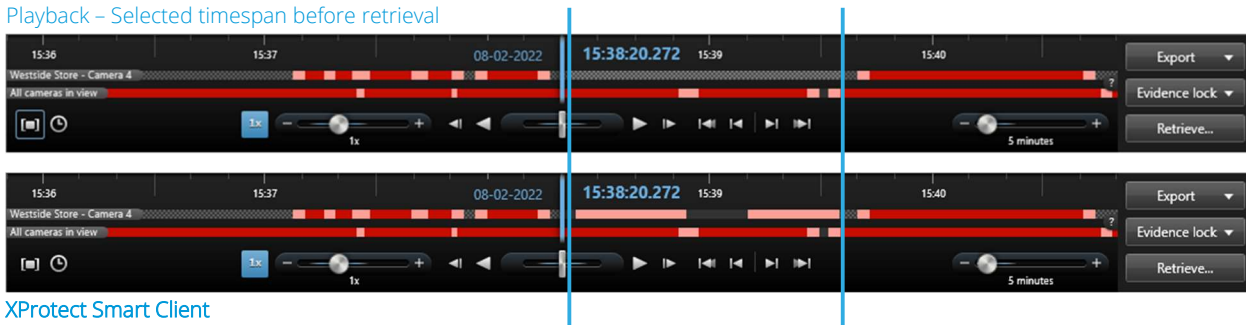 Playback – Selected timespan before retrieval
15:36 15:37 08-02-2022 15:38:20.272 15:39 15:40 Export
Westside Store - Camera 4
?
All cameras in view Evidence lock
1x − + − + Retrieve...
1x 5 minutes
15:36 15:37 08-02-2022 15:38:20.272 15:39 15:40 Export
Westside Store - Camera 4
?
All cameras in view Evidence lock
1x − + − + Retrieve...
1x 5 minutes
XProtect Smart Client